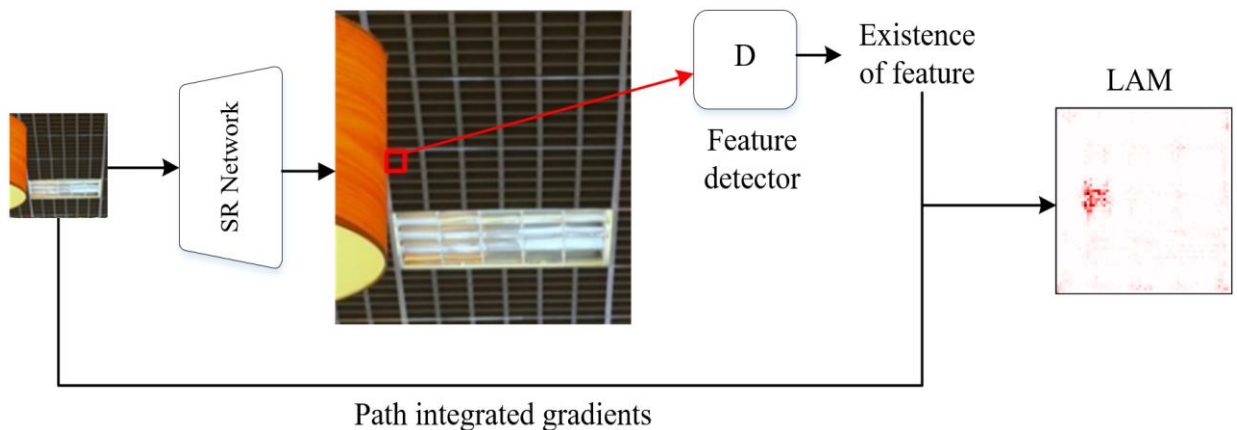 SR Network
D
Feature
detector
Existence
of feature
LAM
Path integrated gradients